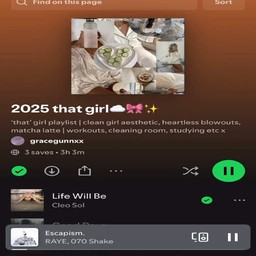 Find on this page
Sort
2025 that girl☁️🎀✨
'that' girl playlist | clean girl aesthetic, heartless blowouts,
matcha latte | workouts, cleaning room, studying etc x
gracegunnxx
3 saves • 3h 3m
Life Will Be
Cleo Sol
Escapism.
RAYE, 070 Shake